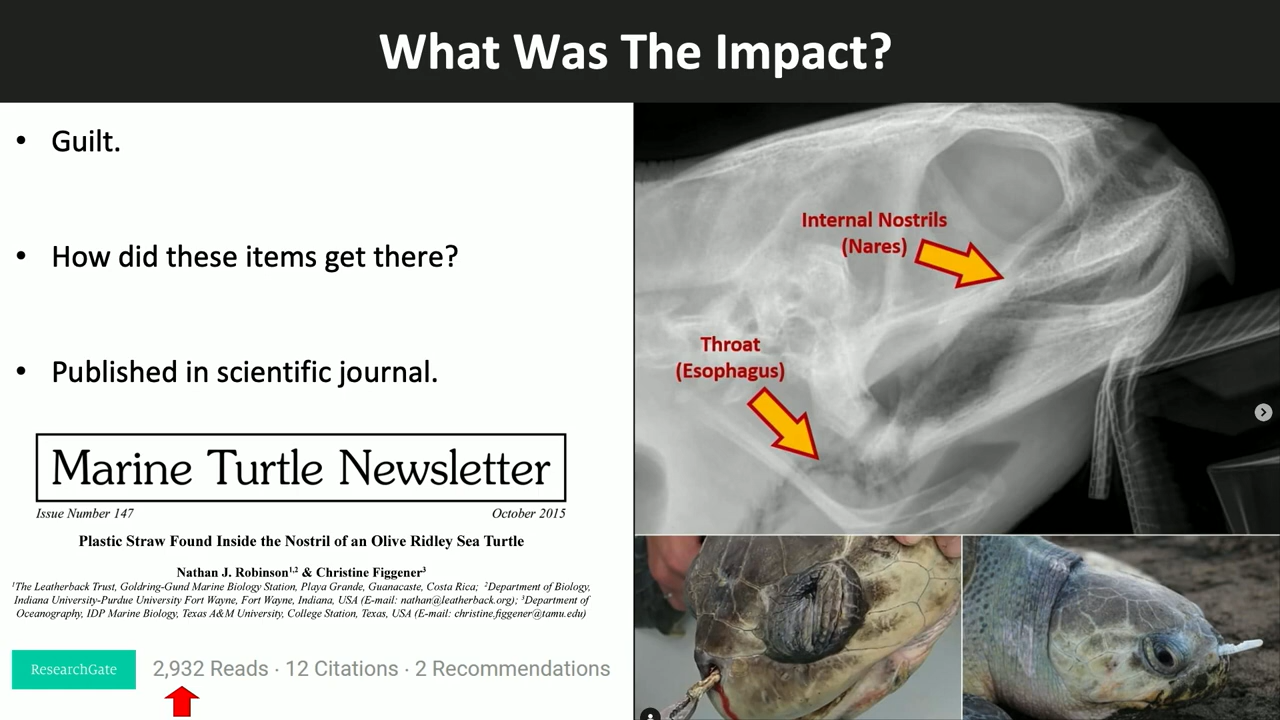 What Was The Impact?
• Guilt.
• How did these items get there?
• Published in scientific journal.
Marine Turtle Newsletter
Issue Number 147 October 2015
Plastic Straw Found Inside the Nostril of an Olive Ridley Sea Turtle
Nathan J. Robinson1,2 & Christine Figgener3
1The Leatherback Trust, Goldring-Gund Marine Biology Station, Playa Grande, Guanacaste, Costa Rica; 2Department of Biology,
Indiana University-Purdue University Fort Wayne, Fort Wayne, Indiana, USA (E-mail: nathan@leatherback.org); 3Department of
Oceanography, IDP Marine Biology, Texas A&M University, College Station, Texas, USA (E-mail: christine.figgener@tamu.edu)
ResearchGate 2,932 Reads · 12 Citations · 2 Recommendations
Internal Nostrils
(Nares)
Throat
(Esophagus)